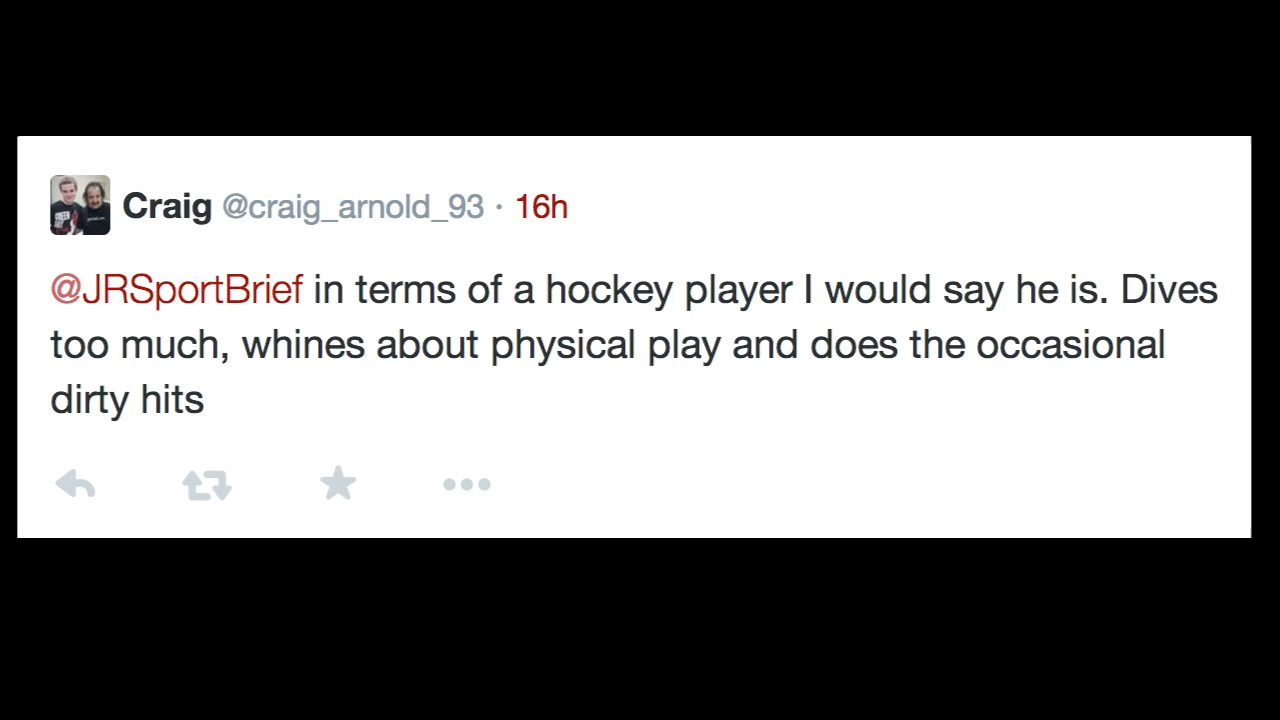 Craig @craig_arnold_93 · 16h
@JRSportBrief in terms of a hockey player I would say he is. Dives
too much, whines about physical play and does the occasional
dirty hits